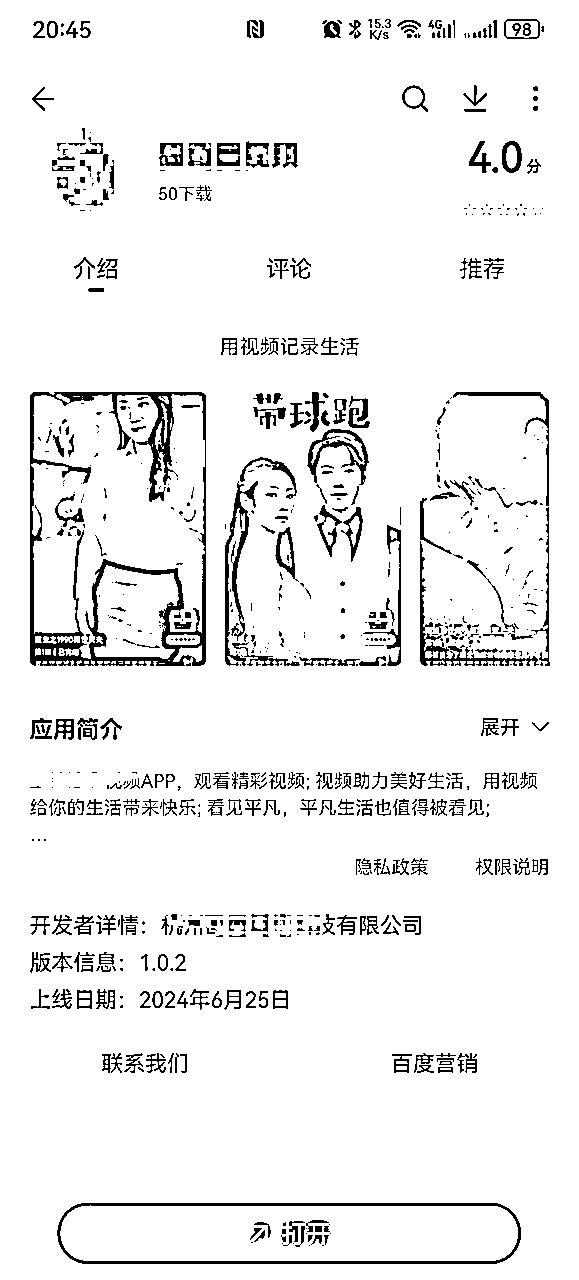 20:45
15.3 K/s 4G 98
4.0分
50下载
介绍 评论 推荐
用视频记录生活
带球跑
应用简介 展开
视频APP，观看精彩视频; 视频助力美好生活，用视频
给你的生活带来快乐; 看见平凡，平凡生活也值得被看见;
...
隐私政策 权限说明
开发者详情：杭州 技有限公司
版本信息：1.0.2
上线日期：2024年6月25日
联系我们 百度营销
打开